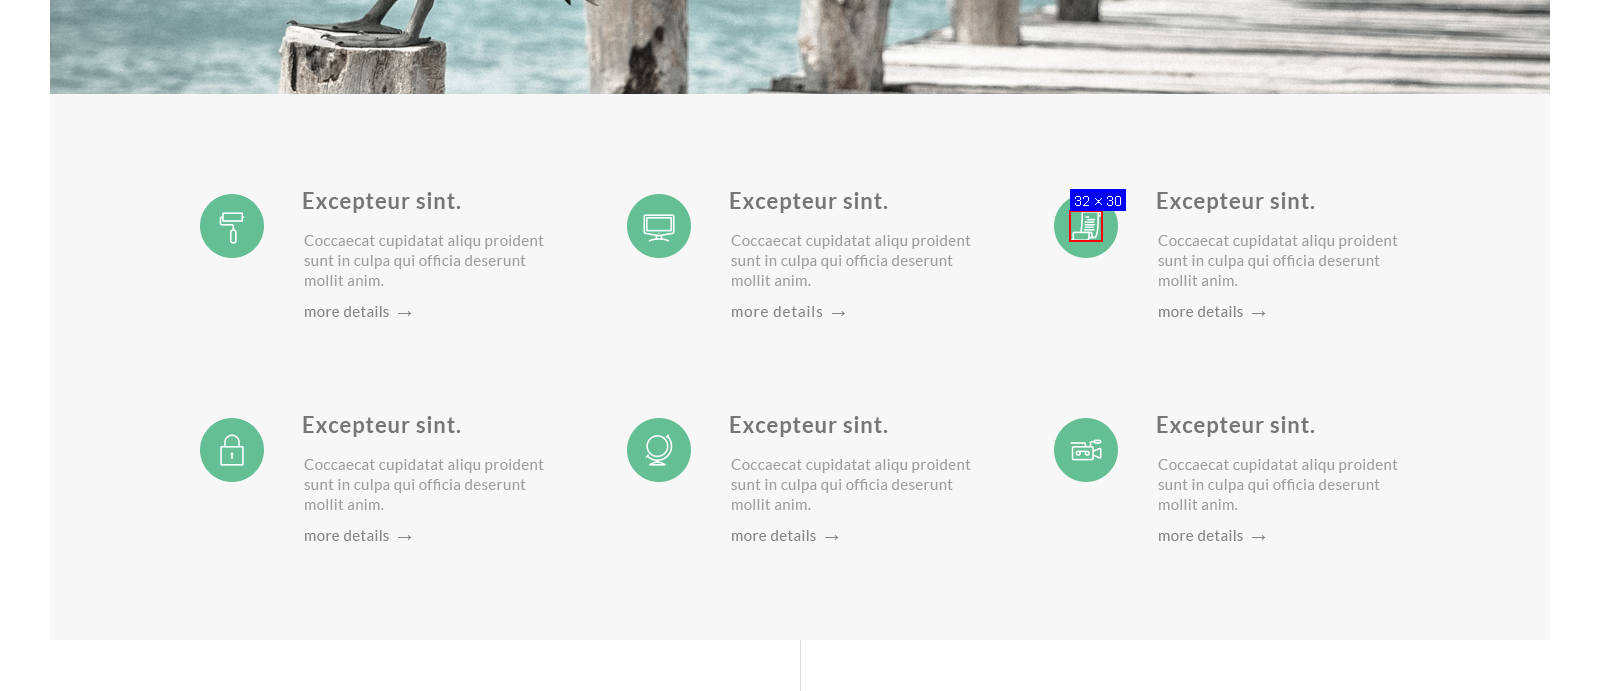 Excepteur sint.
Coccaecat cupidatat aliqu proident
sunt in culpa qui officia deserunt
mollit anim.
more details →
Excepteur sint.
Coccaecat cupidatat aliqu proident
sunt in culpa qui officia deserunt
mollit anim.
more details →
32 × 30
Excepteur sint.
Coccaecat cupidatat aliqu proident
sunt in culpa qui officia deserunt
mollit anim.
more details →
Excepteur sint.
Coccaecat cupidatat aliqu proident
sunt in culpa qui officia deserunt
mollit anim.
more details →
Excepteur sint.
Coccaecat cupidatat aliqu proident
sunt in culpa qui officia deserunt
mollit anim.
more details →
Excepteur sint.
Coccaecat cupidatat aliqu proident
sunt in culpa qui officia deserunt
mollit anim.
more details →